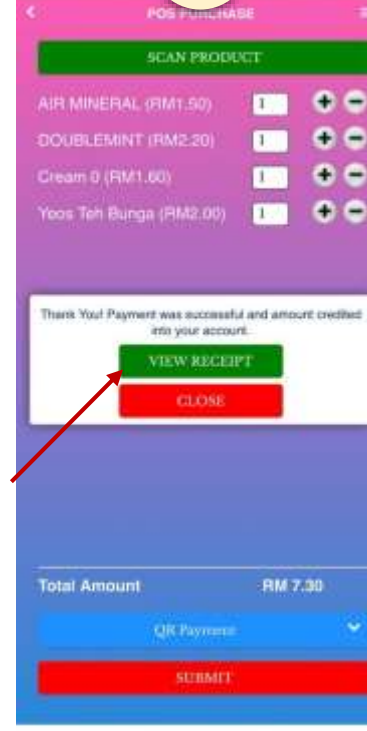 POS PURCHASE
SCAN PRODUCT
AIR MINERAL (RM1.50) 1
DOUBLEMINT (RM2.20) 1
Cream 0 (RM1.60) 1
Yeos Teh Bunga (RM2.00) 1
Thank You! Payment was successful and amount credited
into your account.
VIEW RECEIPT
CLOSE
Total Amount RM 7.30
QR Payment
SUBMIT